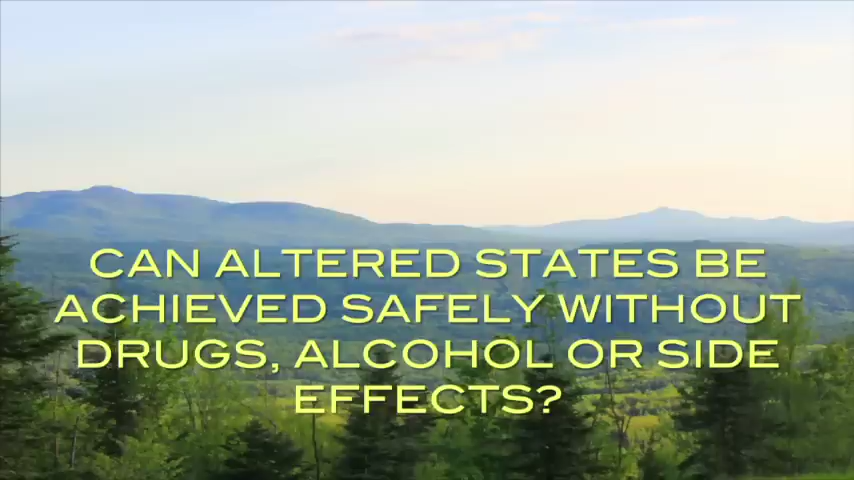 CAN ALTERED STATES BE
ACHIEVED SAFELY WITHOUT
DRUGS, ALCOHOL OR SIDE
EFFECTS?